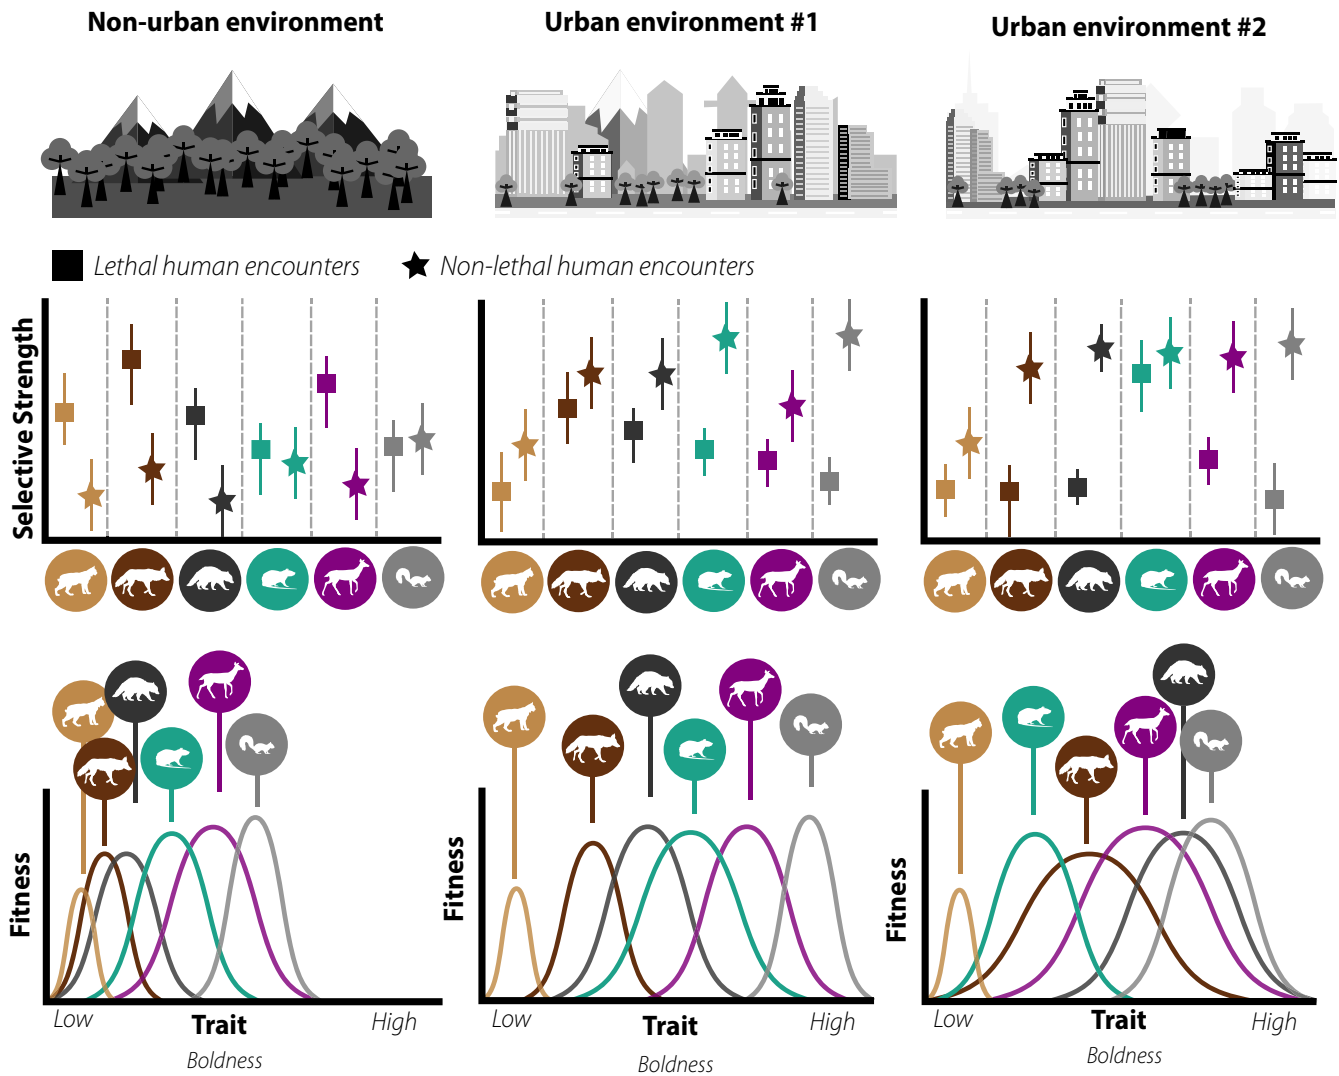 Non-urban environment
Urban environment #1
Urban environment #2
Lethal human encounters
Non-lethal human encounters
Selective Strength
Fitness
Fitness
Fitness
Low
Trait
High
Boldness
Low
Trait
High
Boldness
Low
Trait
High
Boldness